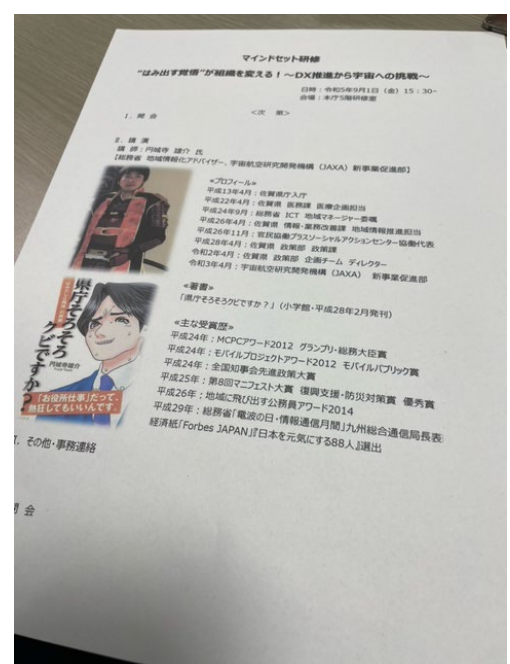 マインドセット研修
“はみ出す覚悟”が組織を変える！～DX推進から宇宙への挑戦～
日時：令和5年9月1日（金）15：30-
会場：本庁5階研修室
＜次 第＞
1．開 会
2．講 演
講 師：円城寺 雄介 氏
【総務省 地域情報化アドバイザー、宇宙航空研究開発機構（JAXA）新事業促進部】
≪プロフィール≫
平成13年4月：佐賀県庁入庁
平成22年4月：佐賀県 医務課 医療企画担当
平成24年9月：総務省 ICT 地域マネージャー委嘱
平成26年4月：佐賀県 情報・業務改善課 地域情報推進担当
平成26年11月：官民協働プラスソーシャルアクションセンター協働代表
平成28年4月：佐賀県 政策部 政策課
令和2年4月：佐賀県 政策部 企画チーム ディレクター
令和3年4月：宇宙航空研究開発機構（JAXA） 新事業促進部
≪著書≫
「県庁そろそろクビですか？」（小学館・平成28年2月発刊）
県庁そろそろ
クビですか？
円城寺雄介
「お役所仕事」だって、
熱狂してもいいんです。
≪主な受賞歴≫
平成24年：MCPCアワード2012 グランプリ・総務大臣賞
平成24年：モバイルプロジェクトアワード2012 モバイルパブリック賞
平成24年：全国知事会先進政策大賞
平成25年：第8回マニフェスト大賞 復興支援・防災対策賞 優秀賞
平成26年：地域に飛び出す公務員アワード2014
平成29年：総務省「電波の日・情報通信月間」九州総合通信局長表
経済紙「Forbes JAPAN」『日本を元気にする88人』選出
その他・事務連絡
会